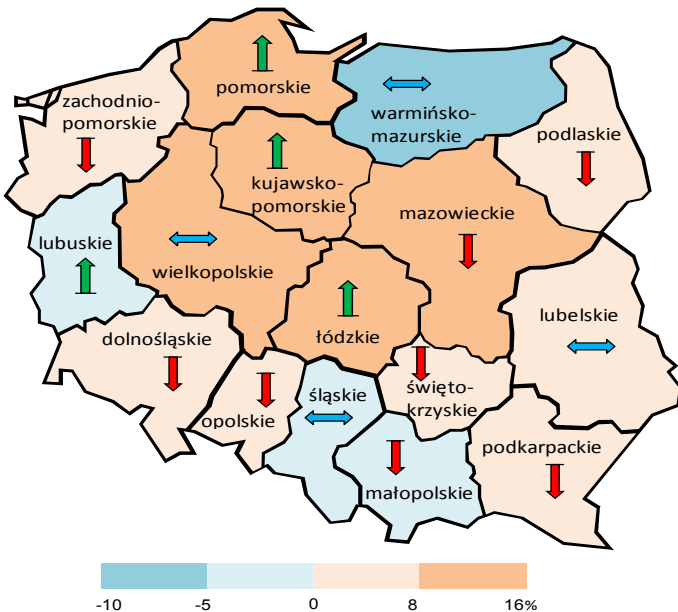 pomorskie
zachodnio-
pomorskie
warmińsko-
mazurskie
podlaskie
kujawsko-
pomorskie
mazowieckie
lubuskie
wielkopolskie
łódzkie
lubelskie
dolnośląskie
śląskie
święto-
krzyskie
opolskie
podkarpackie
małopolskie
-10 -5 0 8 16%